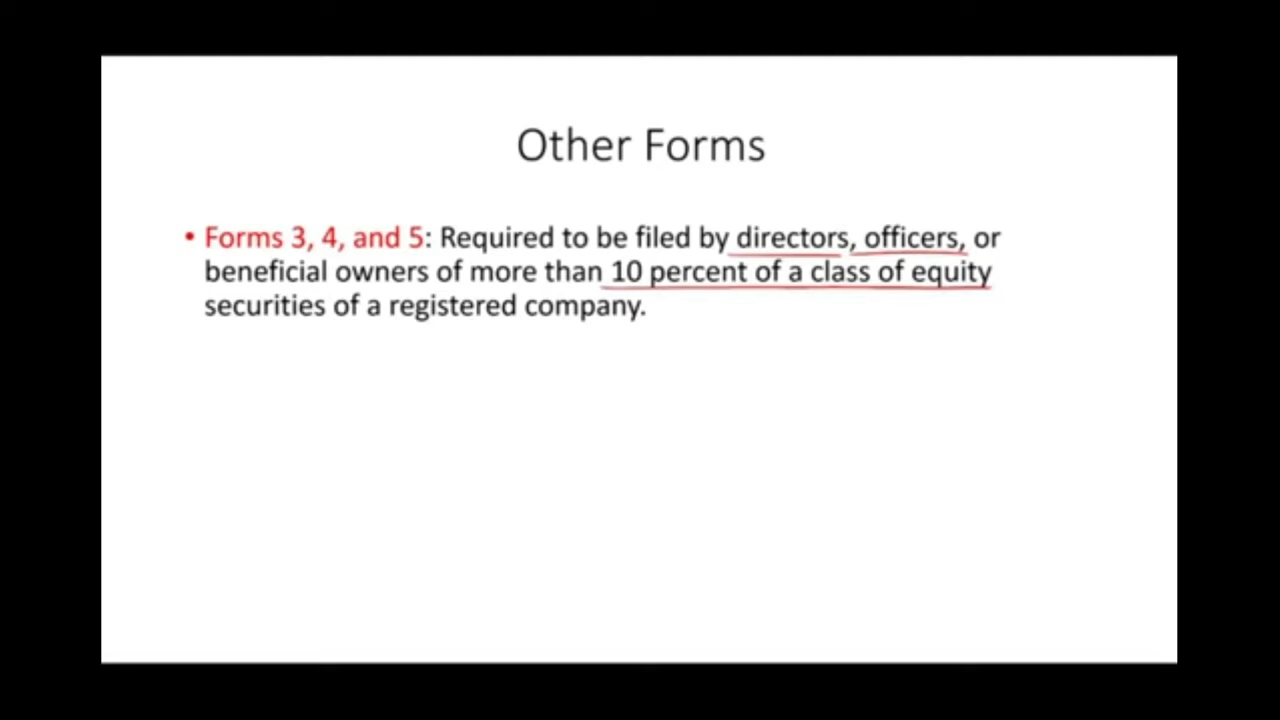 Other Forms
• Forms 3, 4, and 5: Required to be filed by directors, officers, or
beneficial owners of more than 10 percent of a class of equity
securities of a registered company.